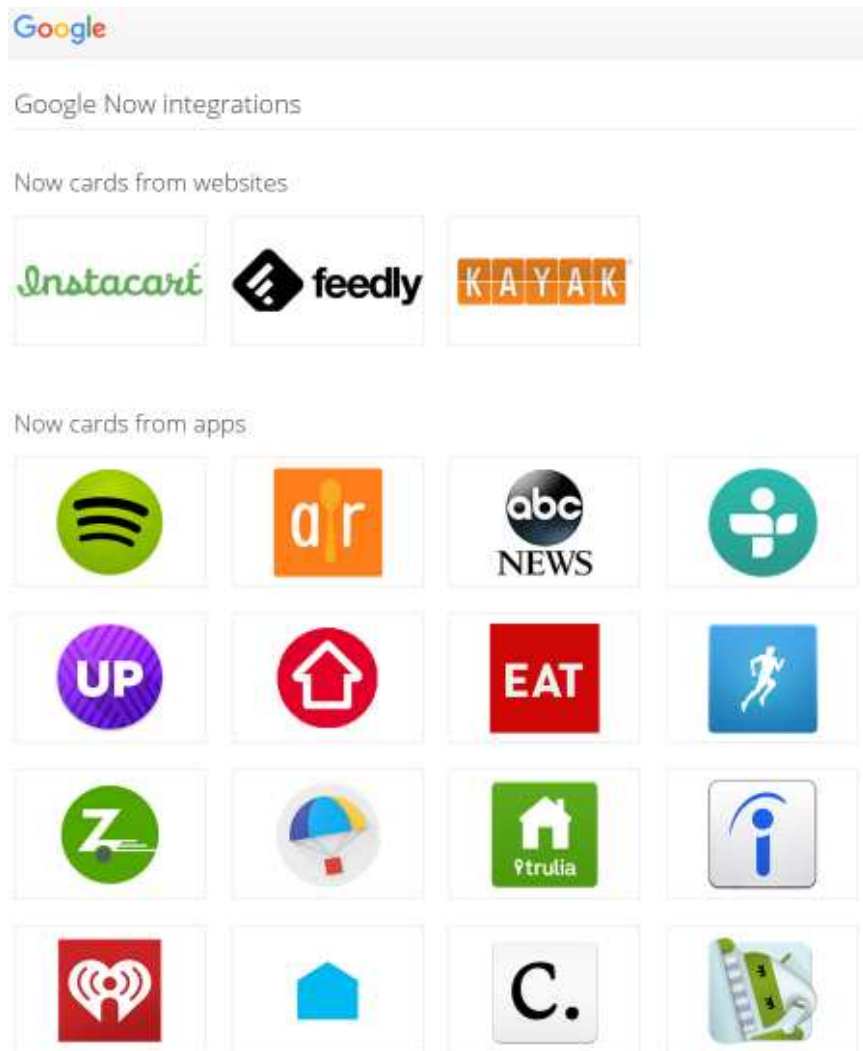 Google
Google Now integrations
Now cards from websites
Instacart
feedly
KAYAK
Now cards from apps
air
abc
NEWS
UP
EAT
Z
trulia
i
C.